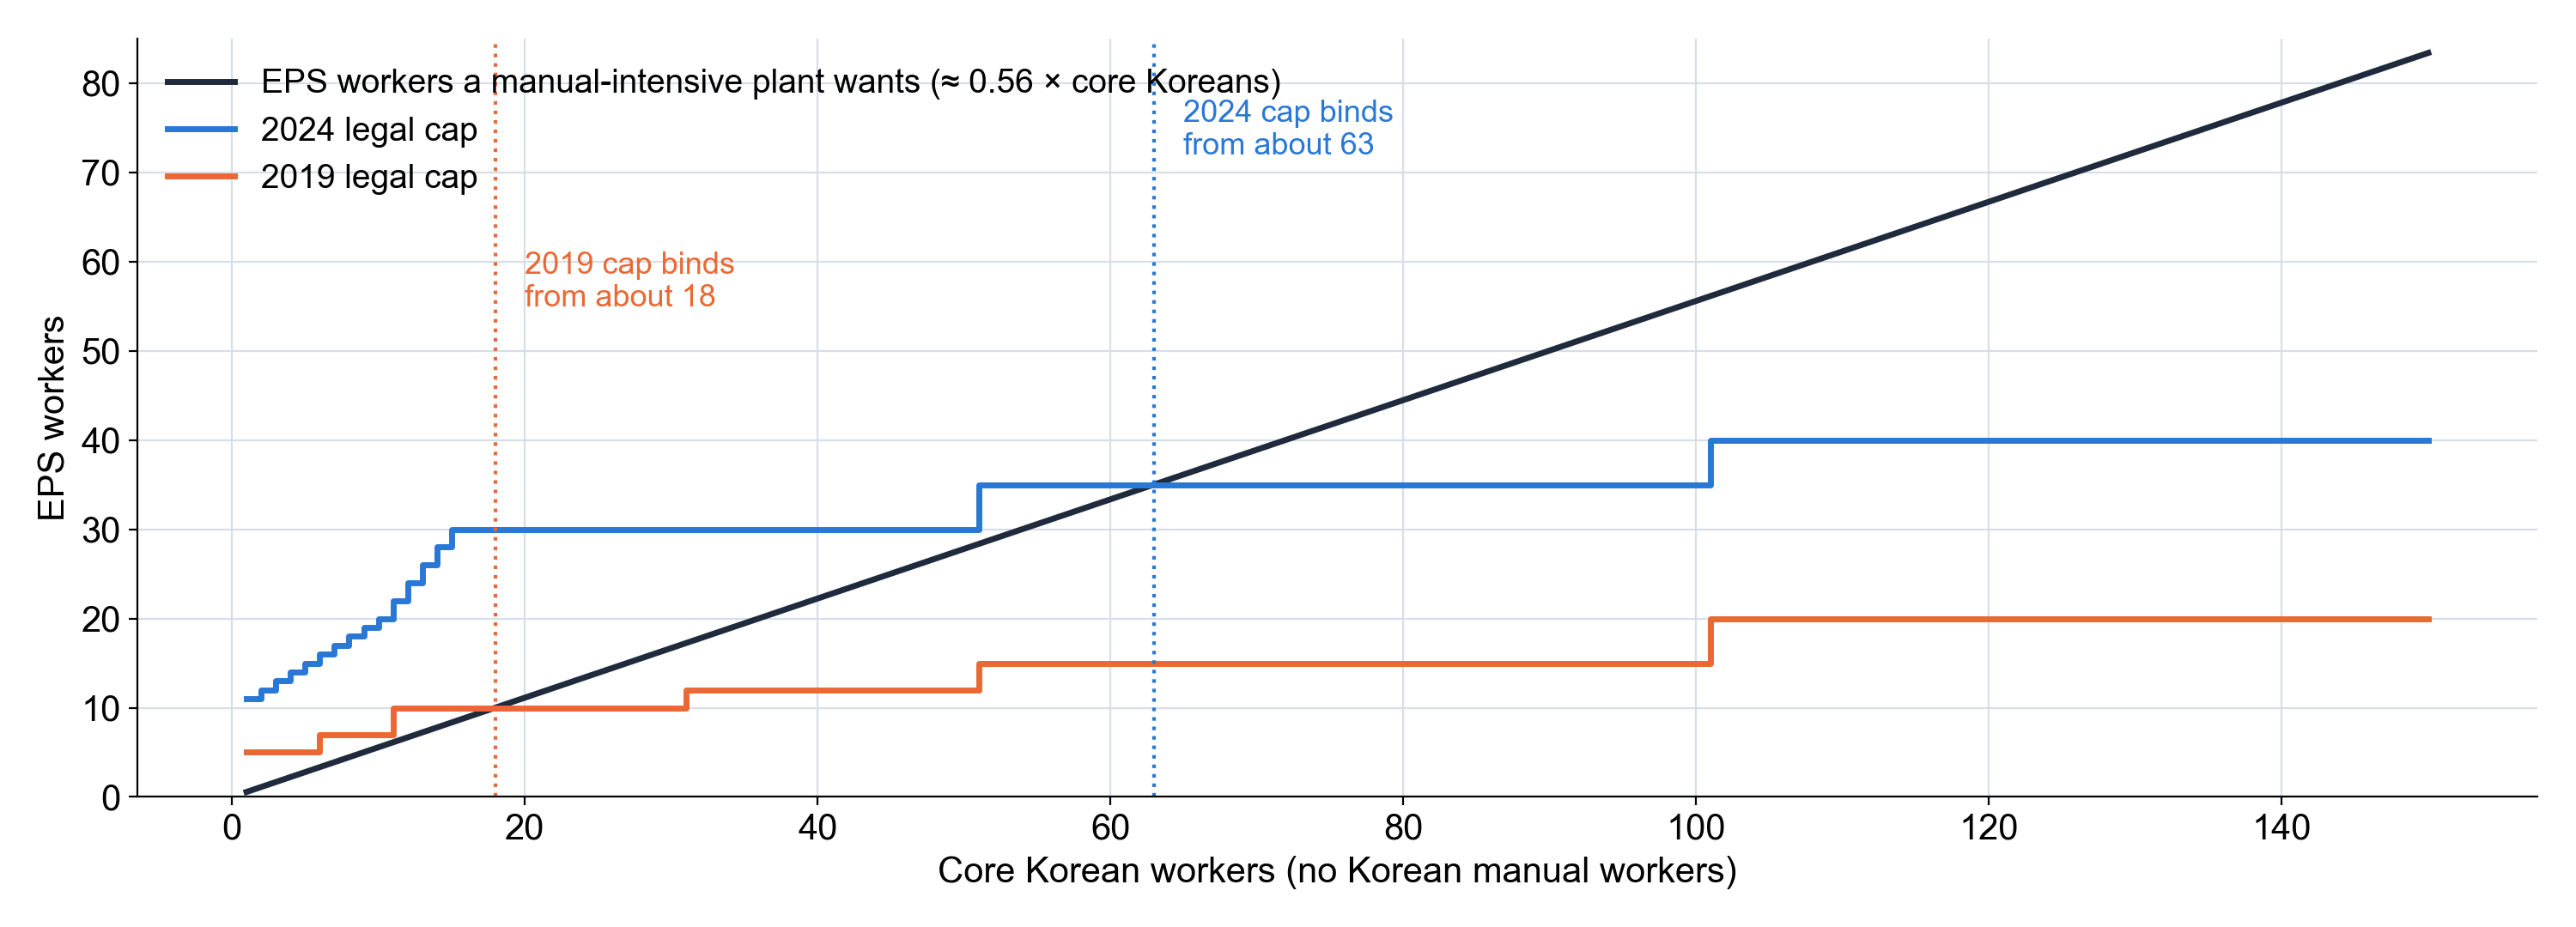 EPS workers a manual-intensive plant wants (≈ 0.56 × core Koreans)
2024 legal cap
2019 legal cap
2024 cap binds
from about 63
2019 cap binds
from about 18
EPS workers
80
70
60
50
40
30
20
10
0
0 20 40 60 80 100 120 140
Core Korean workers (no Korean manual workers)